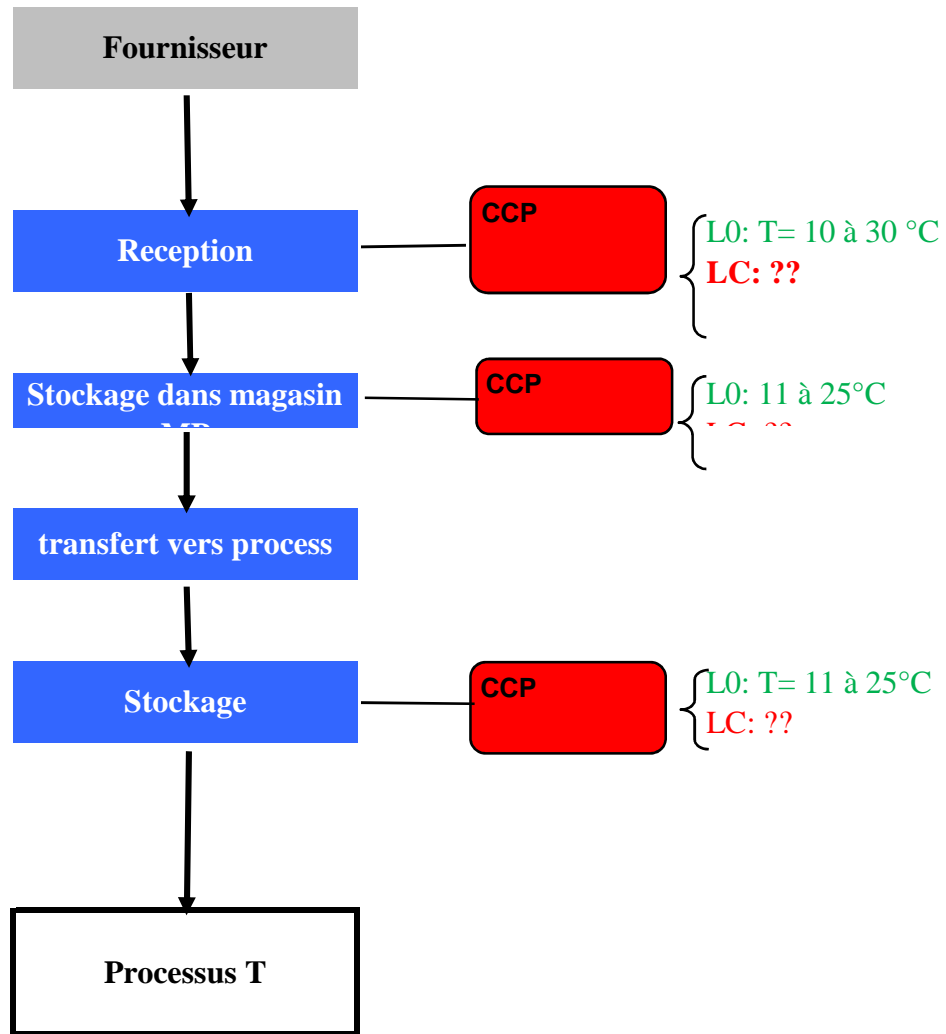 Fournisseur
CCP
L0: T= 10 à 30 °C
Reception
LC: ??
Stockage dans magasin
CCP
L0: 11 à 25°C
transfert vers process
Stockage
CCP
L0: T= 11 à 25°C
LC: ??
Processus T